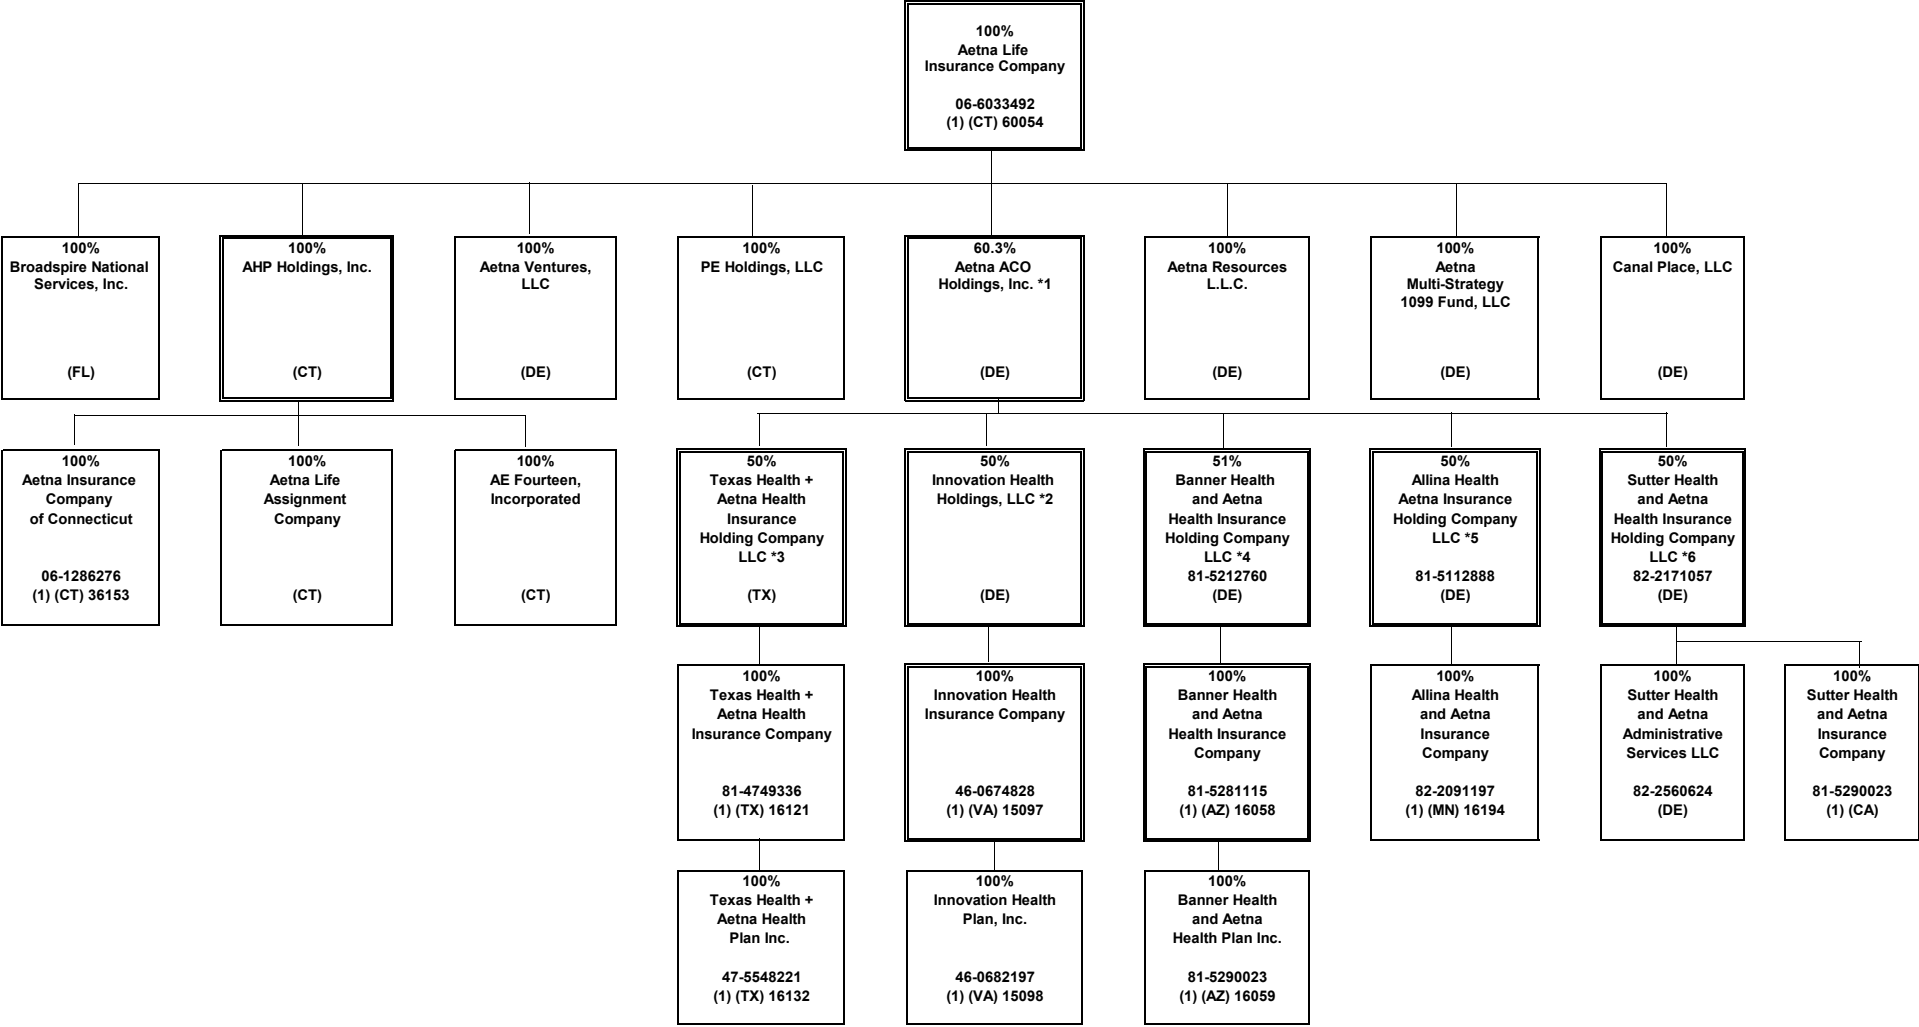 100%
Aetna Life
Insurance Company
06-6033492
(1) (CT) 60054
100%
Broadspire National
Services, Inc.
(FL)
100%
AHP Holdings, Inc.
(CT)
100%
Aetna Ventures,
LLC
(DE)
100%
PE Holdings, LLC
(CT)
60.3%
Aetna ACO
Holdings, Inc. *1
(DE)
100%
Aetna Resources
L.L.C.
(DE)
100%
Aetna
Multi-Strategy
1099 Fund, LLC
(DE)
100%
Canal Place, LLC
(DE)
100%
Aetna Insurance
Company
of Connecticut
06-1286276
(1) (CT) 36153
100%
Aetna Life
Assignment
Company
(CT)
100%
AE Fourteen,
Incorporated
(CT)
50%
Texas Health +
Aetna Health
Insurance
Holding Company
LLC *3
(TX)
50%
Innovation Health
Holdings, LLC *2
(DE)
51%
Banner Health
and Aetna
Health Insurance
Holding Company
LLC *4
81-5212760
(DE)
50%
Allina Health
Aetna Insurance
Holding Company
LLC *5
81-5112888
(DE)
50%
Sutter Health
and Aetna
Health Insurance
Holding Company
LLC *6
82-2171057
(DE)
100%
Texas Health +
Aetna Health
Insurance Company
81-4749336
(1) (TX) 16121
100%
Innovation Health
Insurance Company
46-0674828
(1) (VA) 15097
100%
Banner Health
and Aetna
Health Insurance
Company
81-5281115
(1) (AZ) 16058
100%
Allina Health
and Aetna
Insurance
Company
82-2091197
(1) (MN) 16194
100%
Sutter Health
and Aetna
Administrative
Services LLC
82-2560624
(DE)
100%
Sutter Health
and Aetna
Insurance
Company
81-5290023
(1) (CA)
100%
Texas Health +
Aetna Health
Plan Inc.
47-5548221
(1) (TX) 16132
100%
Innovation Health
Plan, Inc.
46-0682197
(1) (VA) 15098
100%
Banner Health
and Aetna
Health Plan Inc.
81-5290023
(1) (AZ) 16059